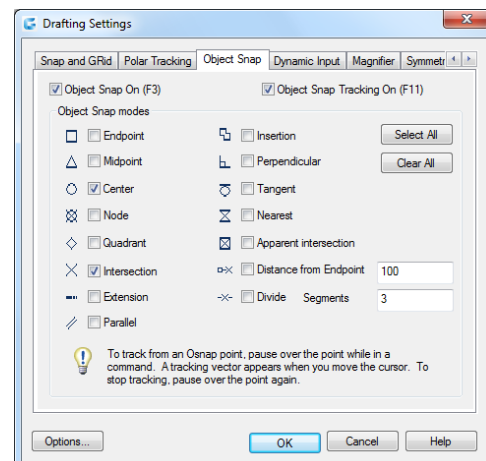 Drafting Settings
Snap and GRid Polar Tracking Object Snap Dynamic Input Magnifier Symmetr
Object Snap On (F3) Object Snap Tracking On (F11)
Object Snap modes
Endpoint Insertion Select All
Midpoint Perpendicular Clear All
Center Tangent
Node Nearest
Quadrant Apparent intersection
Intersection Distance from Endpoint 100
Extension Divide Segments 3
Parallel
To track from an Osnap point, pause over the point while in a
command. A tracking vector appears when you move the cursor. To
stop tracking, pause over the point again.
Options... OK Cancel Help